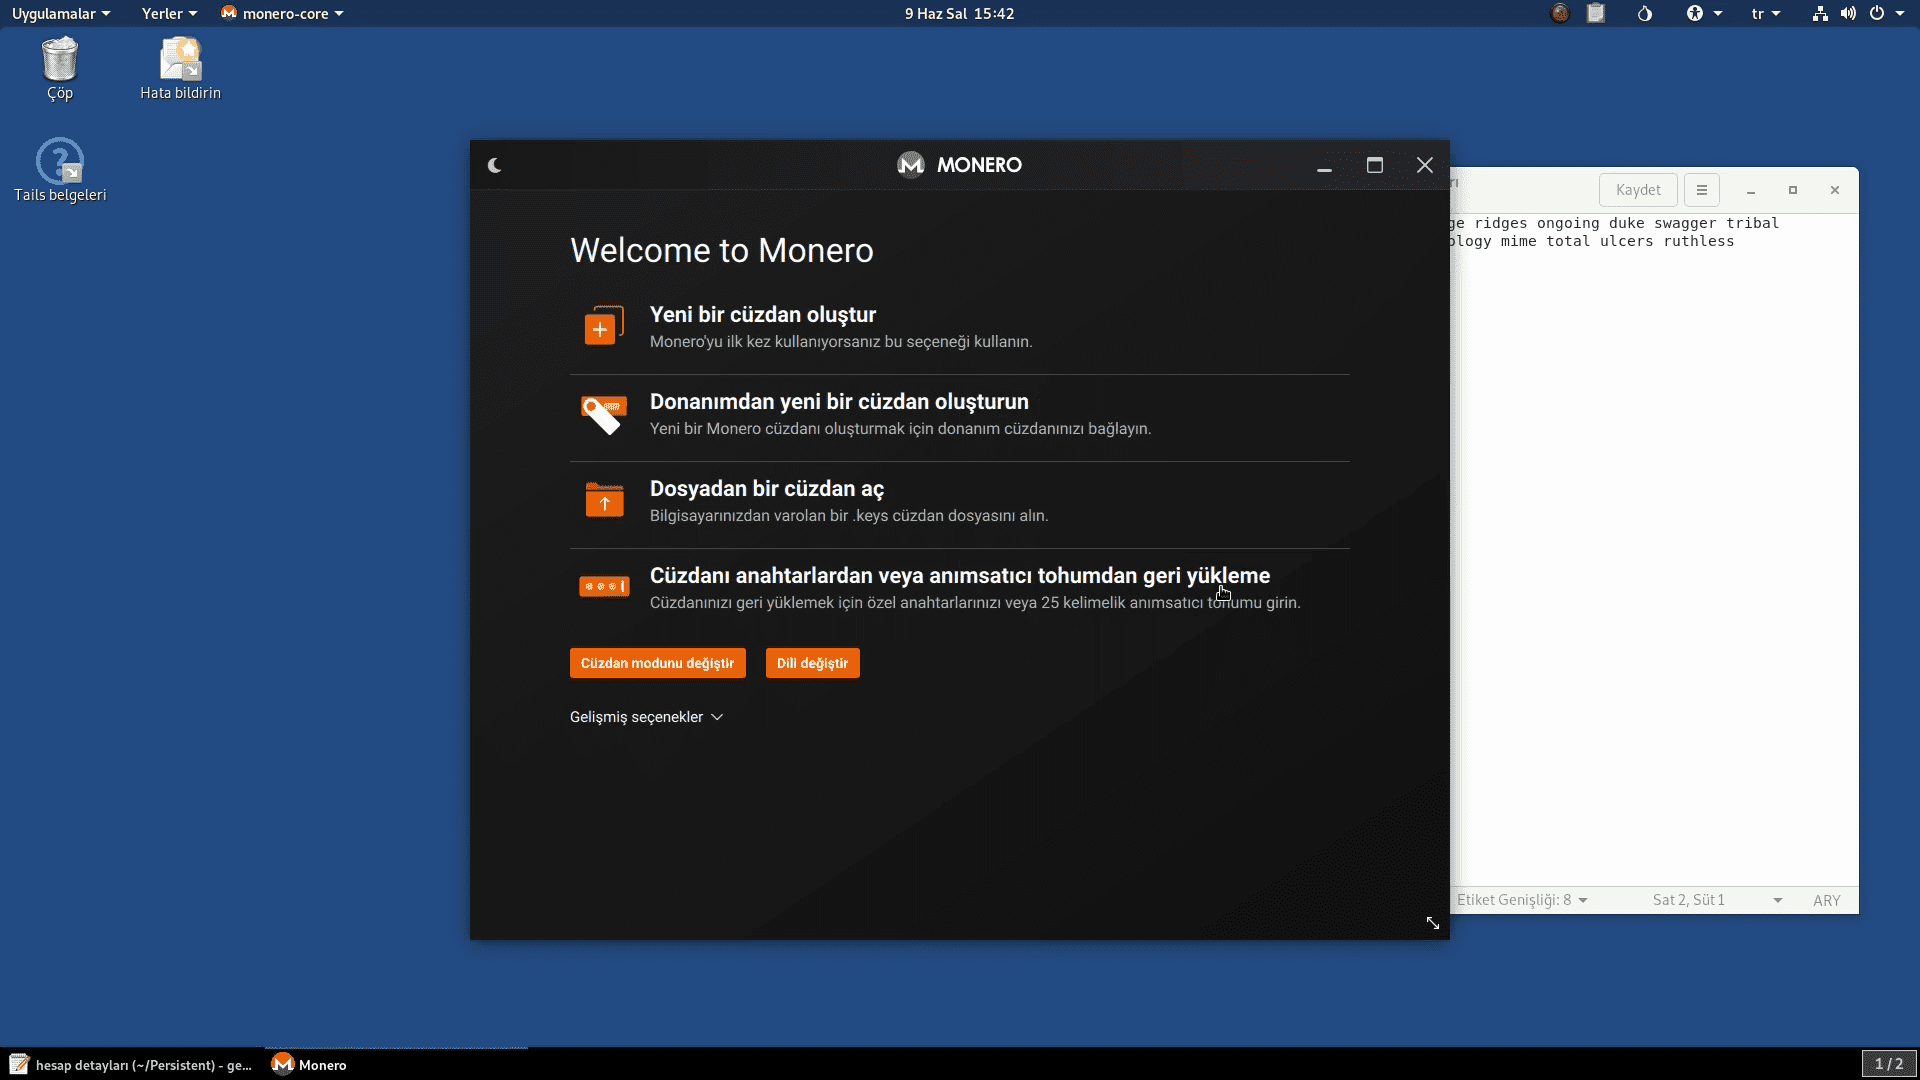 Uygulamalar Yerler monero-core 9 Haz Sal 15:42 tr
Çöp
Hata bildirin
Tails belgeleri
MONERO
Welcome to Monero
Yeni bir cüzdan oluştur
Monero'yu ilk kez kullanıyorsanız bu seçeneği kullanın.
Donanımdan yeni bir cüzdan oluşturun
Yeni bir Monero cüzdanı oluşturmak için donanım cüzdanınızı bağlayın.
Dosyadan bir cüzdan aç
Bilgisayarınızdan varolan bir .keys cüzdan dosyasını alın.
Cüzdanı anahtarlardan veya anımsatıcı tohumdan geri yükleme
Cüzdanınızı geri yüklemek için özel anahtarlarınızı veya 25 kelimelik anımsatıcı tohumu girin.
Cüzdan modunu değiştir Dili değiştir
Gelişmiş seçenekler
Kaydet
ridges ongoing duke swagger tribal
mime total ulcers ruthless
Etiket Genişliği: 8 Sat 2, Süt 1 ARY
hesap detayları (~/Persistent) - ge... Monero 1 / 2